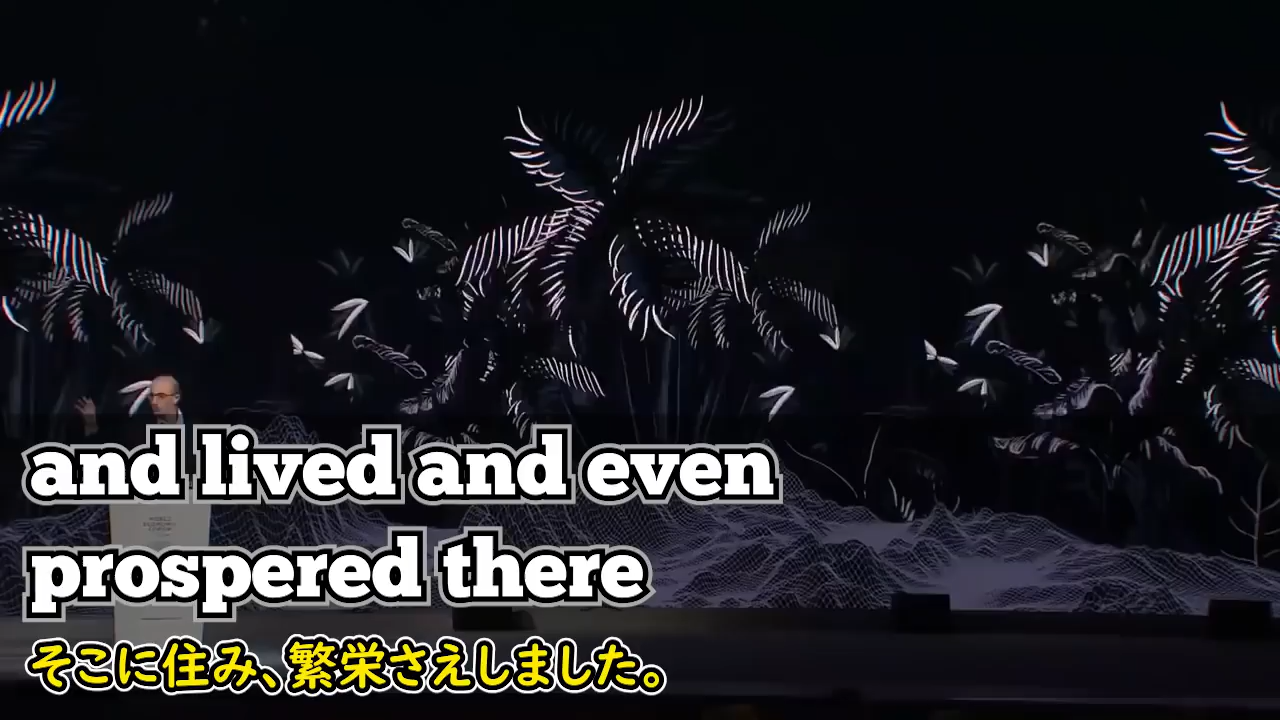 and lived and even
prospered there
そこに住み、繁栄さえしました。